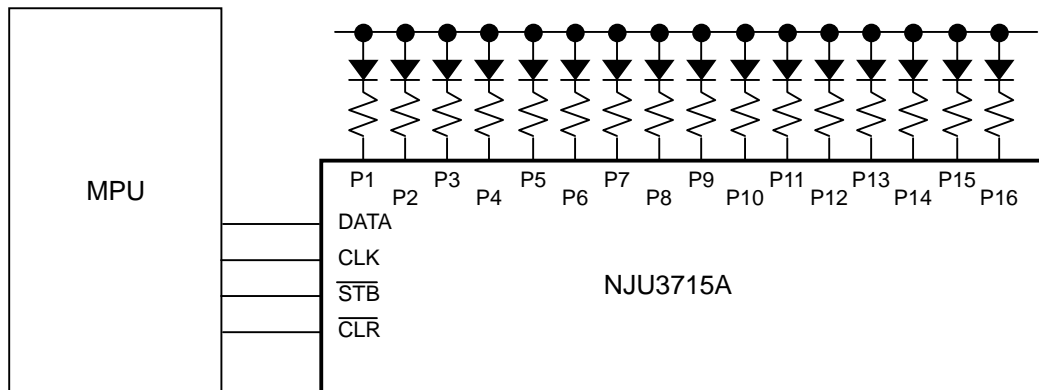 MPU
P1 P2 P3 P4 P5 P6 P7 P8 P9 P10 P11 P12 P13 P14 P15 P16
DATA
CLK
STB
CLR
NJU3715A